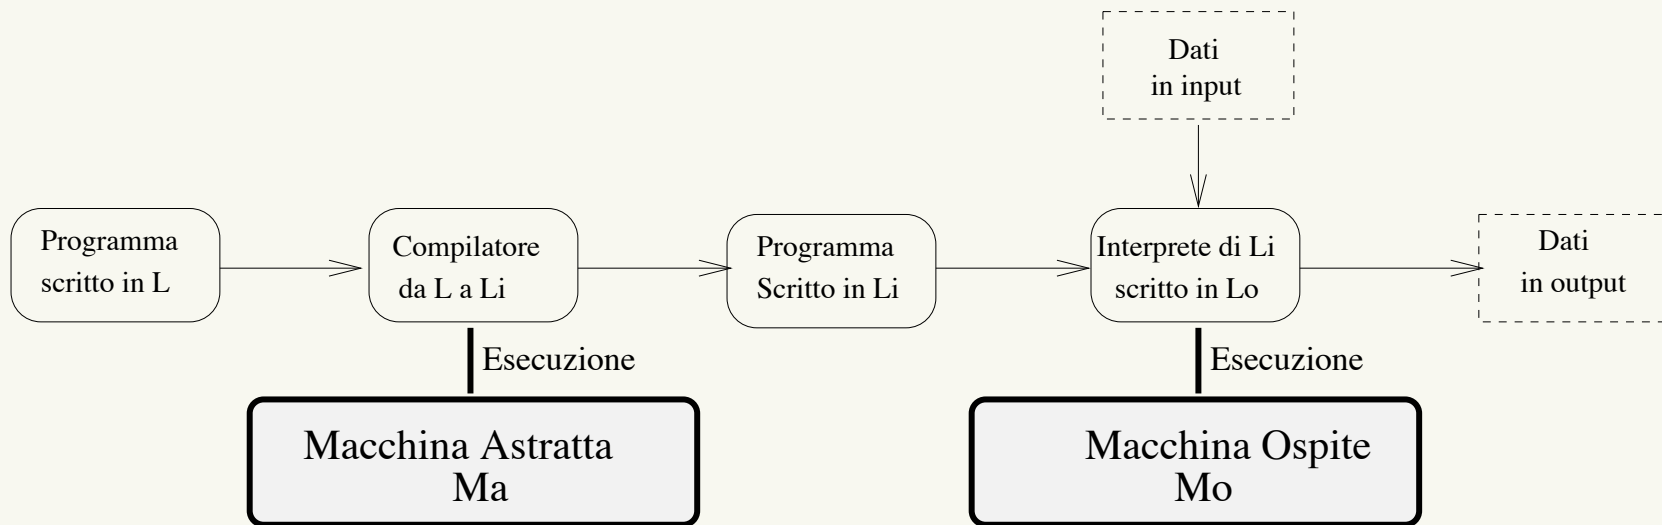 Dati
in input
Programma
scritto in L
Compilatore
da L a Li
Programma
Scritto in Li
Interprete di Li
scritto in Lo
Dati
in output
Esecuzione
Esecuzione
Macchina Astratta
Ma
Macchina Ospite
Mo